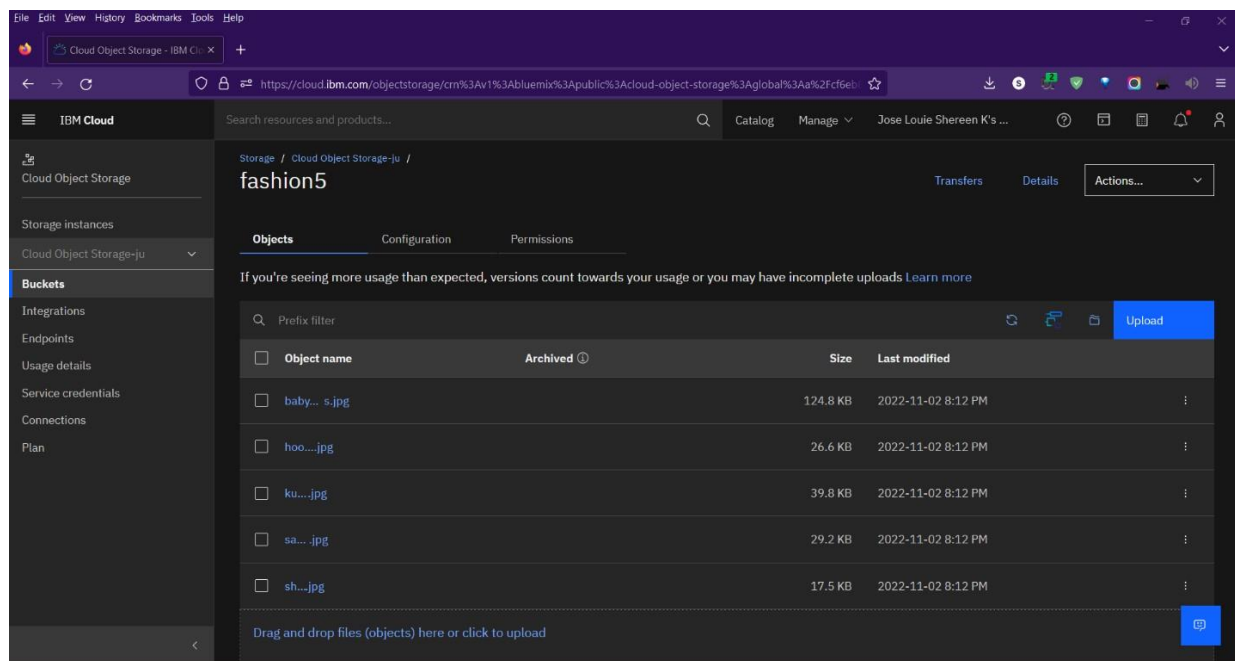 File Edit View History Bookmarks Tools Help
Cloud Object Storage - IBM Clo
https://cloud.ibm.com/objectstorage/crn%3Av1%3Abluemix%3Apublic%3Acloud-object-storage%3Aglobal%3Aa%2Fcf6eb
IBM Cloud
Search resources and products...
Catalog Manage Jose Louie Shereen K's ...
Cloud Object Storage
Storage instances
Cloud Object Storage-ju
Buckets
Integrations
Endpoints
Usage details
Service credentials
Connections
Plan
Storage / Cloud Object Storage-ju /
fashion5
Transfers Details Actions...
Objects Configuration Permissions
If you're seeing more usage than expected, versions count towards your usage or you may have incomplete uploads Learn more
Prefix filter Upload
Object name Archived Size Last modified
baby... s.jpg 124.8 KB 2022-11-02 8:12 PM
hoo....jpg 26.6 KB 2022-11-02 8:12 PM
ku....jpg 39.8 KB 2022-11-02 8:12 PM
sa... .jpg 29.2 KB 2022-11-02 8:12 PM
sh...jpg 17.5 KB 2022-11-02 8:12 PM
Drag and drop files (objects) here or click to upload